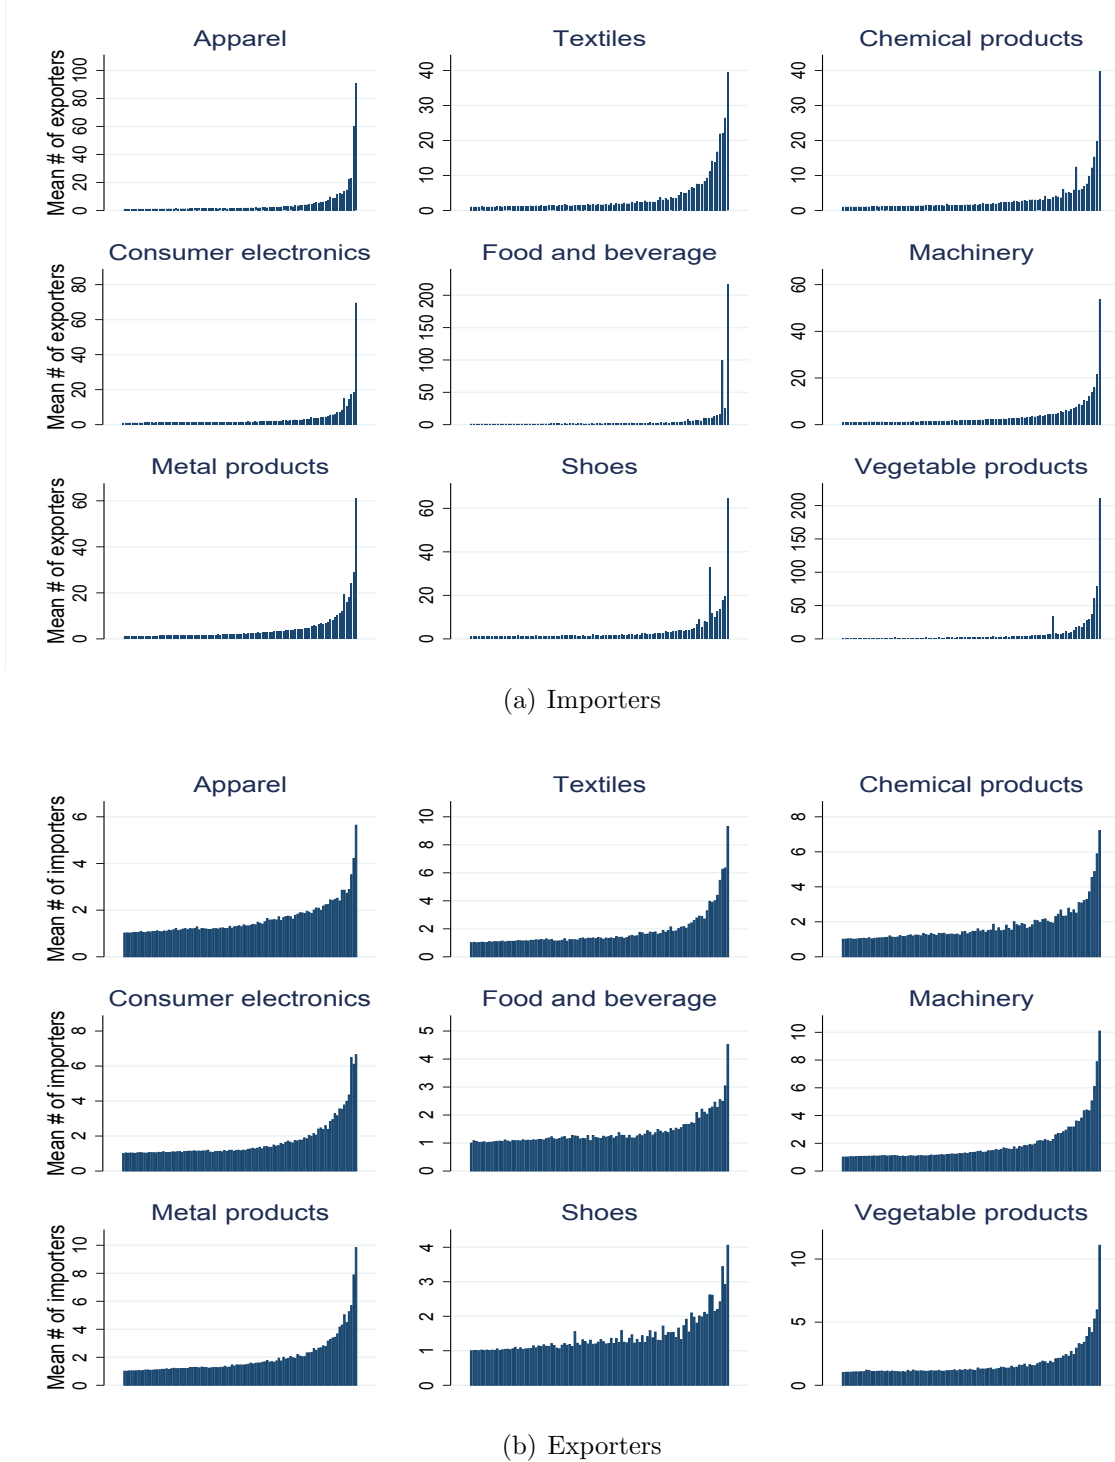 Apparel Textiles Chemical products
Mean # of exporters
0 20 40 60 80 100
0 10 20 30 40
0 10 20 30 40
Consumer electronics Food and beverage Machinery
Mean # of exporters
0 20 40 60 80
0 50 100 150 200
0 20 40 60
Metal products Shoes Vegetable products
Mean # of exporters
0 20 40 60
0 20 40 60
0 50 100 150 200
(a) Importers
Apparel Textiles Chemical products
Mean # of importers
0 2 4 6
0 2 4 6 8 10
0 2 4 6 8
Consumer electronics Food and beverage Machinery
Mean # of importers
0 2 4 6 8
0 1 2 3 4 5
0 2 4 6 8 10
Metal products Shoes Vegetable products
Mean # of importers
0 2 4 6 8 10
0 1 2 3 4
0 5 10
(b) Exporters